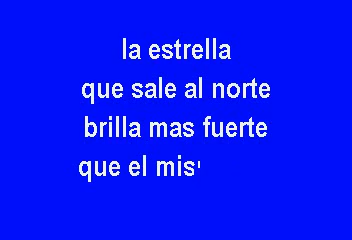 la estrella
que sale al norte
brilla mas fuerte
que el